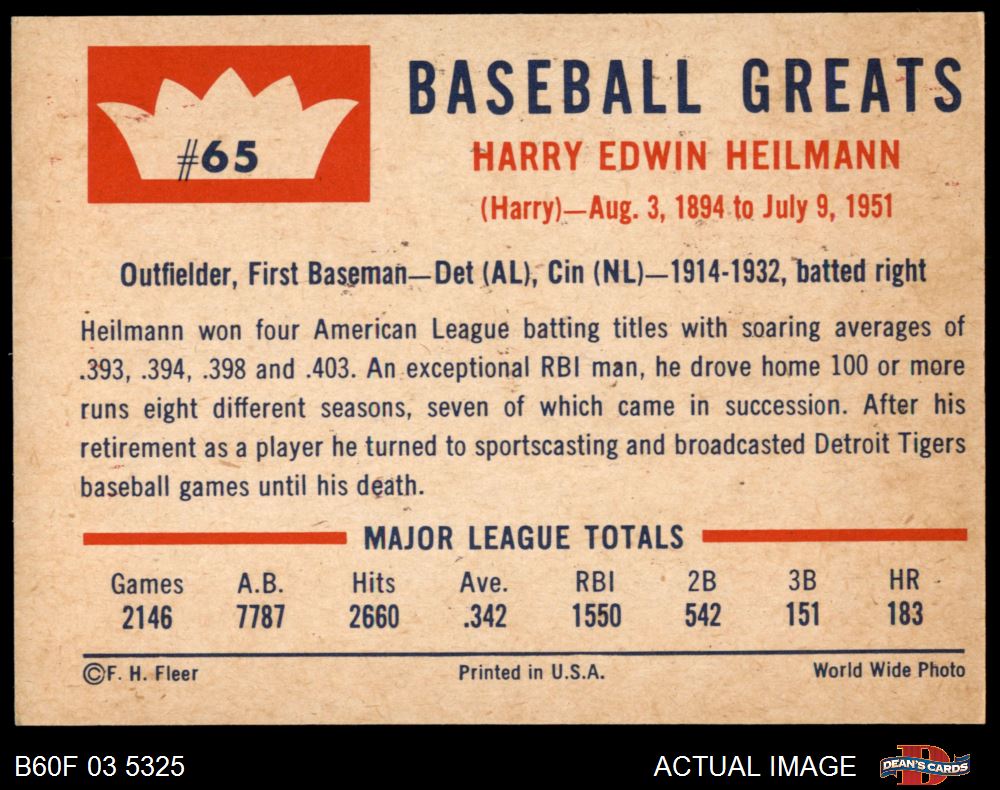 #65
BASEBALL GREATS
HARRY EDWIN HEILMANN
(Harry)—Aug. 3, 1894 to July 9, 1951
Outfielder, First Baseman—Det (AL), Cin (NL)—1914-1932, batted right
Heilmann won four American League batting titles with soaring averages of
.393, .394, .398 and .403. An exceptional RBI man, he drove home 100 or more
runs eight different seasons, seven of which came in succession. After his
retirement as a player he turned to sportscasting and broadcasted Detroit Tigers
baseball games until his death.
MAJOR LEAGUE TOTALS
Games A.B. Hits Ave. RBI 2B 3B HR
2146 7787 2660 .342 1550 542 151 183
©F. H. Fleer Printed in U.S.A. World Wide Photo
B60F 03 5325 ACTUAL IMAGE DEAN'S CARDS